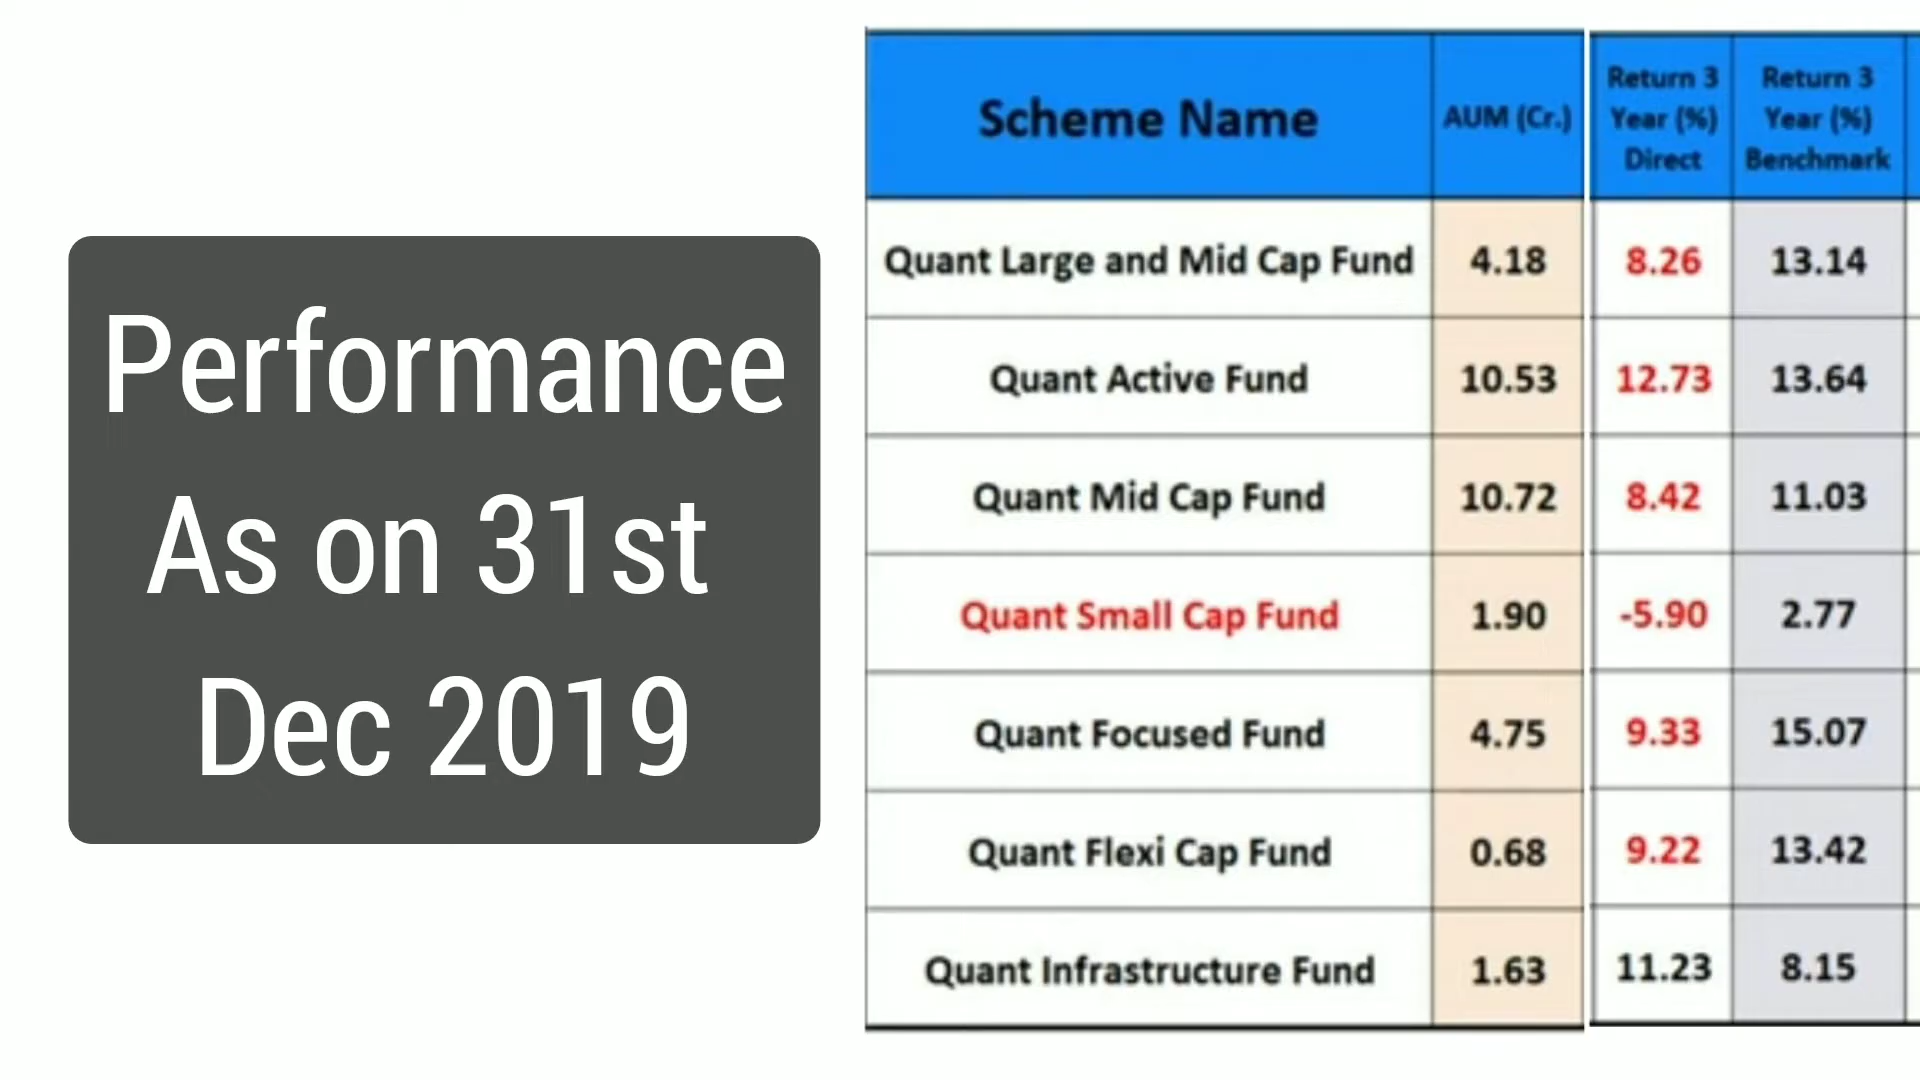 Performance
As on 31st
Dec 2019
Scheme Name AUM (Cr.) Return 3 Year (%) Direct Return 3 Year (%) Benchmark
Quant Large and Mid Cap Fund 4.18 8.26 13.14
Quant Active Fund 10.53 12.73 13.64
Quant Mid Cap Fund 10.72 8.42 11.03
Quant Small Cap Fund 1.90 -5.90 2.77
Quant Focused Fund 4.75 9.33 15.07
Quant Flexi Cap Fund 0.68 9.22 13.42
Quant Infrastructure Fund 1.63 11.23 8.15